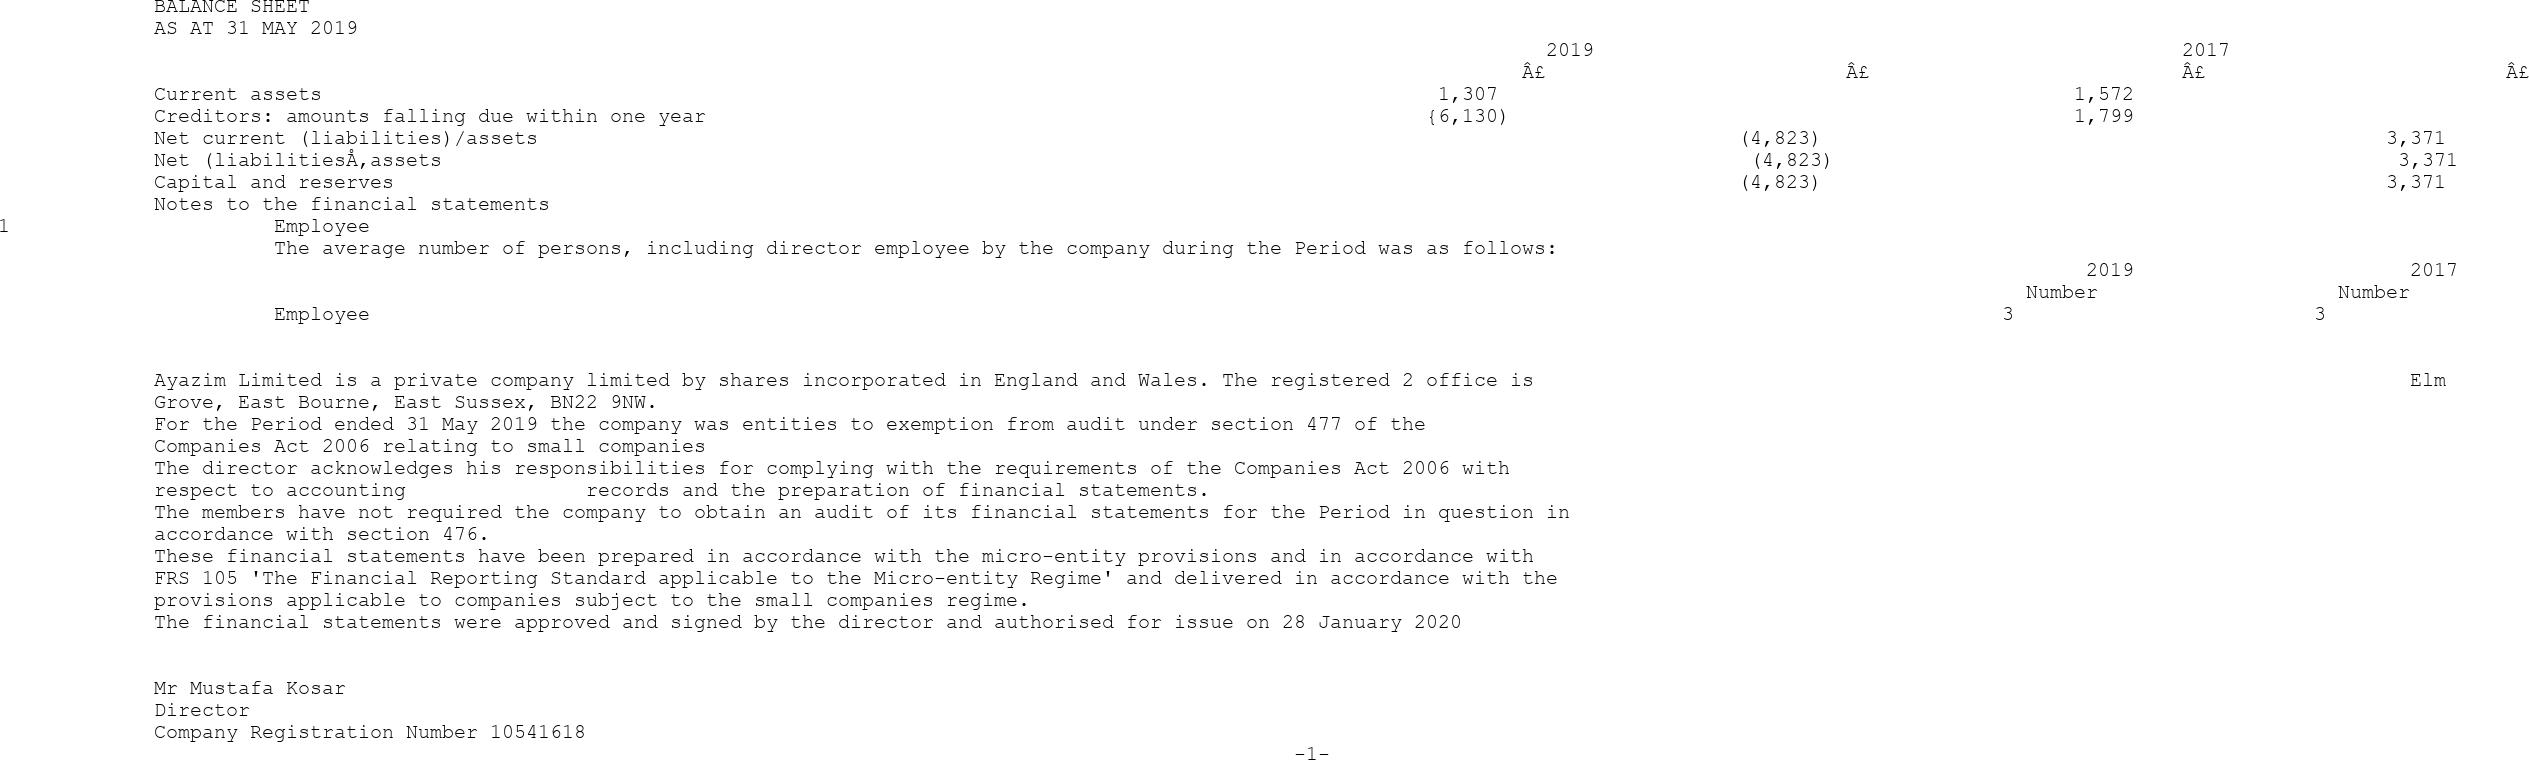 BALANCE SHEET
AS AT 31 MAY 2019
2019 2017
Â£ Â£ Â£ Â£
Current assets 1,307 1,572
Creditors: amounts falling due within one year {6,130) 1,799
Net current (liabilities)/assets (4,823) 3,371
Net (liabilitiesÅ,assets (4,823) 3,371
Capital and reserves (4,823) 3,371
Notes to the financial statements
1 Employee
The average number of persons, including director employee by the company during the Period was as follows:
2019 2017
Number Number
Employee 3 3
Ayazim Limited is a private company limited by shares incorporated in England and Wales. The registered 2 office is Elm
Grove, East Bourne, East Sussex, BN22 9NW.
For the Period ended 31 May 2019 the company was entities to exemption from audit under section 477 of the
Companies Act 2006 relating to small companies
The director acknowledges his responsibilities for complying with the requirements of the Companies Act 2006 with
respect to accounting records and the preparation of financial statements.
The members have not required the company to obtain an audit of its financial statements for the Period in question in
accordance with section 476.
These financial statements have been prepared in accordance with the micro-entity provisions and in accordance with
FRS 105 'The Financial Reporting Standard applicable to the Micro-entity Regime' and delivered in accordance with the
provisions applicable to companies subject to the small companies regime.
The financial statements were approved and signed by the director and authorised for issue on 28 January 2020
Mr Mustafa Kosar
Director
Company Registration Number 10541618
-1-